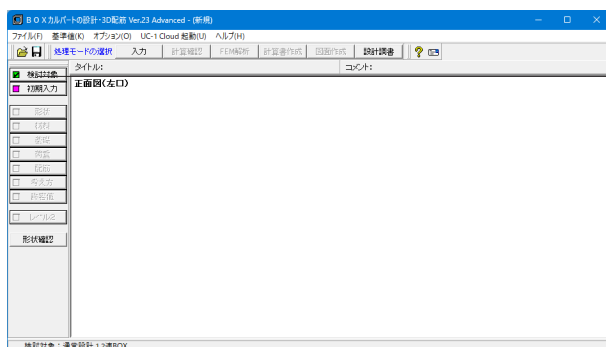 ＢＯＸカルバートの設計・3D配筋 Ver.23 Advanced - (新規)
ファイル(F) 基準値(K) オプション(O) UC-1 Cloud 起動(U) ヘルプ(H)
処理モードの選択 入力 計算確認 FEM解析 計算書作成 図面作成 設計調書
タイトル: コメント:
検討対象
正面図(左口)
初期入力
形状
材料
配筋
考え方
許容値
レベル2
形状確認
検討対象：通常設計 1,2連BOX